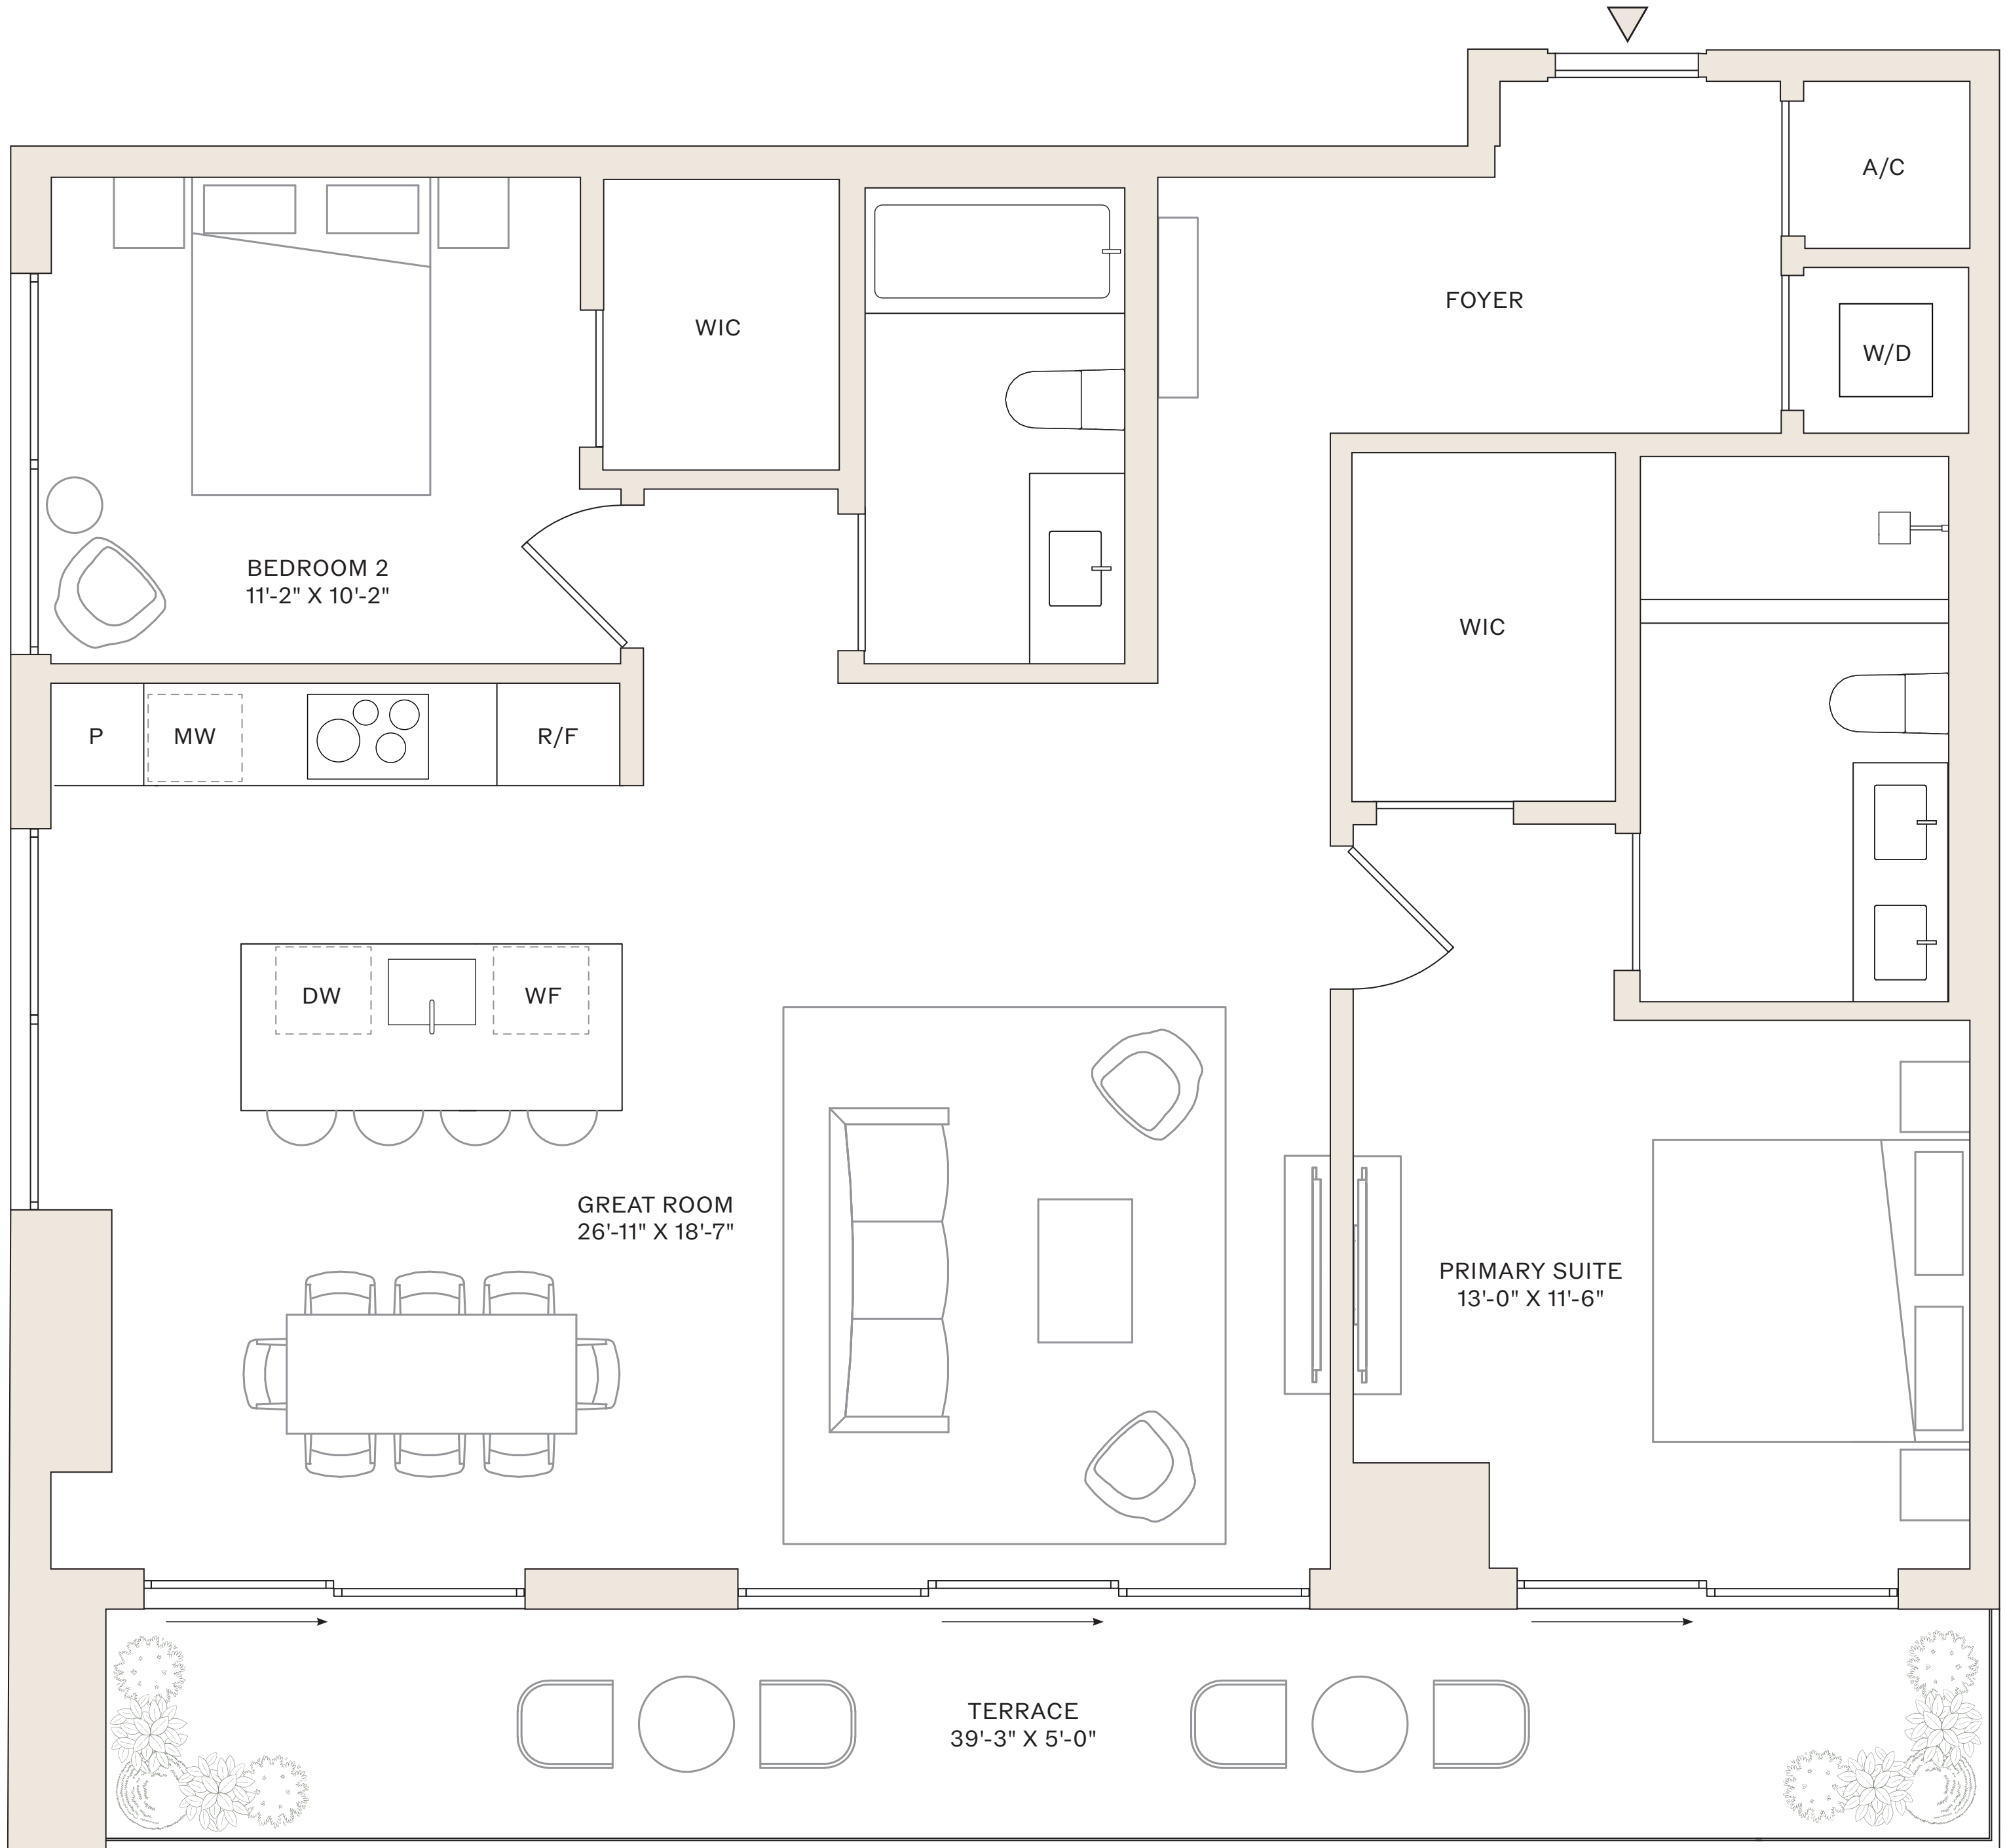 A/C
FOYER
WIC
W/D
BEDROOM 2
11'-2" X 10'-2"
WIC
P
MW
R/F
DW
WF
GREAT ROOM
26'-11" X 18'-7"
PRIMARY SUITE
13'-0" X 11'-6"
TERRACE
39'-3" X 5'-0"